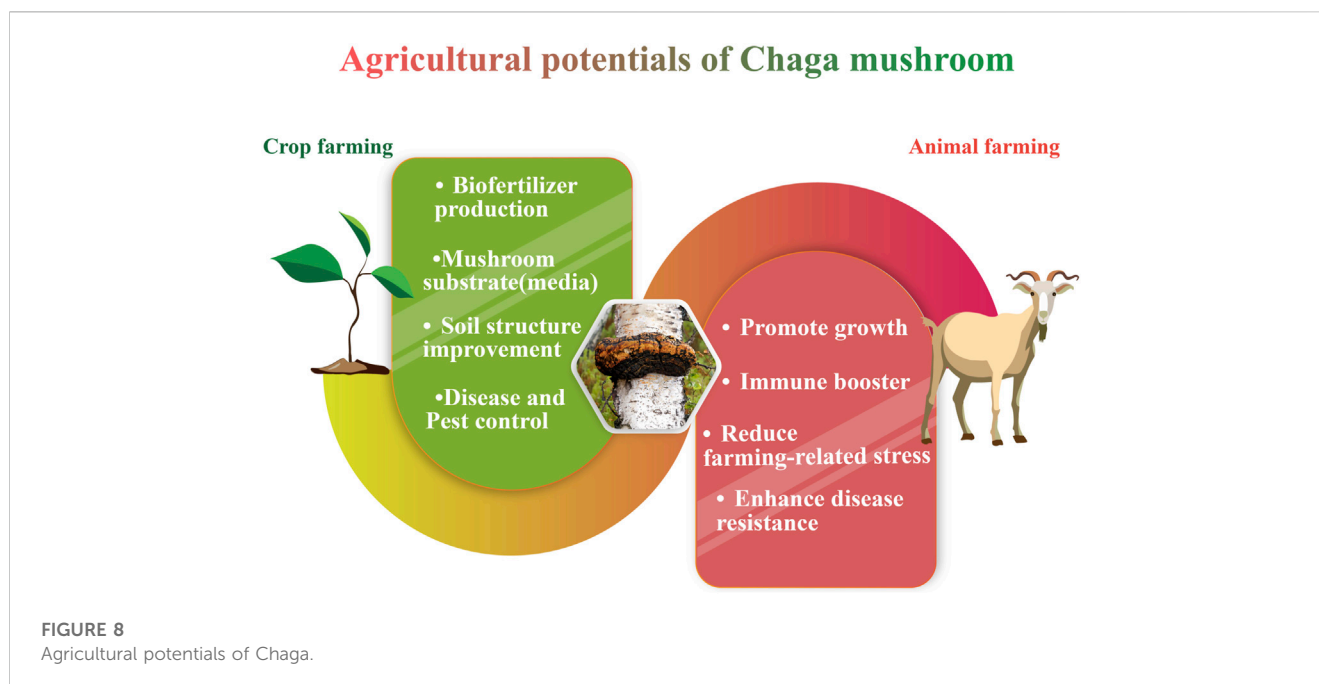 Agricultural potentials of Chaga mushroom
Crop farming
• Biofertilizer
production
•Mushroom
substrate(media)
• Soil structure
improvement
•Disease and
Pest control
Animal farming
• Promote growth
• Immune booster
• Reduce
farming-related stress
• Enhance disease
resistance
FIGURE 8
Agricultural potentials of Chaga.